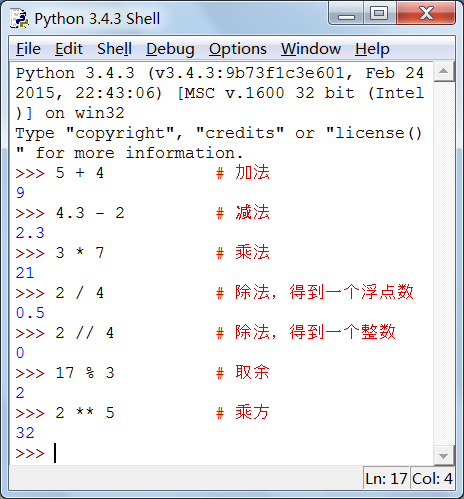 Python 3.4.3 Shell
File Edit Shell Debug Options Window Help
Python 3.4.3 (v3.4.3:9b73f1c3e601, Feb 24
2015, 22:43:06) [MSC v.1600 32 bit (Intel
)] on win32
Type "copyright", "credits" or "license()
" for more information.
>>> 5 + 4 # 加法
9
>>> 4.3 - 2 # 减法
2.3
>>> 3 * 7 # 乘法
21
>>> 2 / 4 # 除法，得到一个浮点数
0.5
>>> 2 // 4 # 除法，得到一个整数
0
>>> 17 % 3 # 取余
2
>>> 2 ** 5 # 乘方
32
>>>
Ln: 17 Col: 4